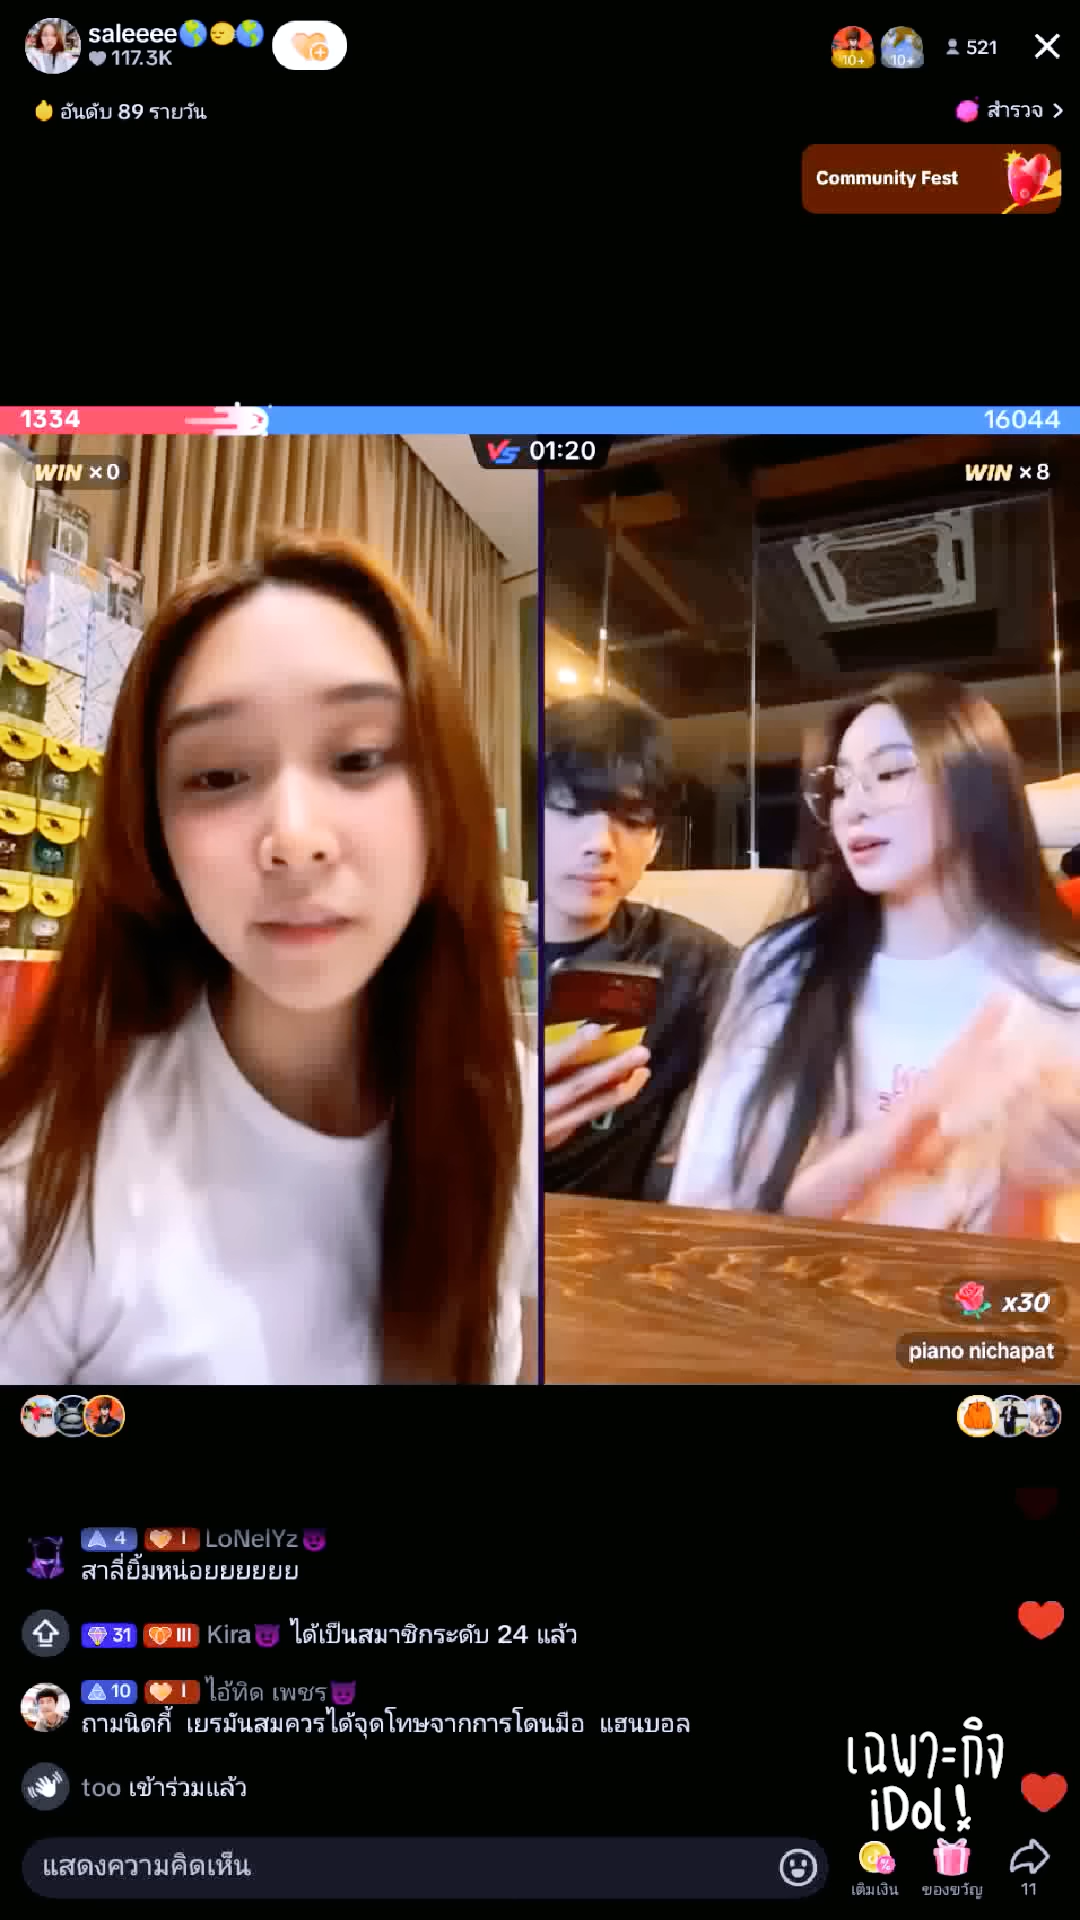 saleeee🌎😴🌎
117.3K
10+
10+
521
อันดับ 89 รายวัน
สำรวจ >
Community Fest
1334
16044
VS 01:20
WIN ×0
WIN ×8
x30
piano nichapat
4 I LoNelYz😈
สาลี่ยิ้มหน่อยยยยยย
31 III Kira😈 ได้เป็นสมาชิกระดับ 24 แล้ว
10 I ไอ้ทิด เพชร😈
ถามนิดกี้ เยรมันสมควรได้จุดโทษจากการโดนมือ แฮนบอล
too เข้าร่วมแล้ว
เฉพาะกิจ
iDol!
แสดงความคิดเห็น
เติมเงิน
ของขวัญ
11